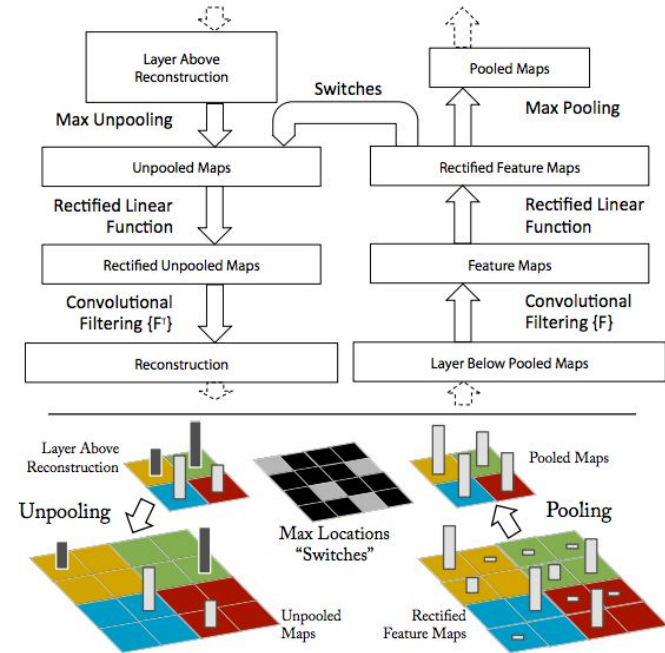 Layer Above
Reconstruction
Pooled Maps
Switches
Max Unpooling
Max Pooling
Unpooled Maps
Rectified Feature Maps
Rectified Linear
Function
Rectified Linear
Function
Rectified Unpooled Maps
Feature Maps
Convolutional
Filtering {Fᵀ}
Convolutional
Filtering {F}
Reconstruction
Layer Below Pooled Maps
Layer Above
Reconstruction
Pooled Maps
Unpooling
Max Locations
“Switches”
Pooling
Unpooled
Maps
Rectified
Feature Maps